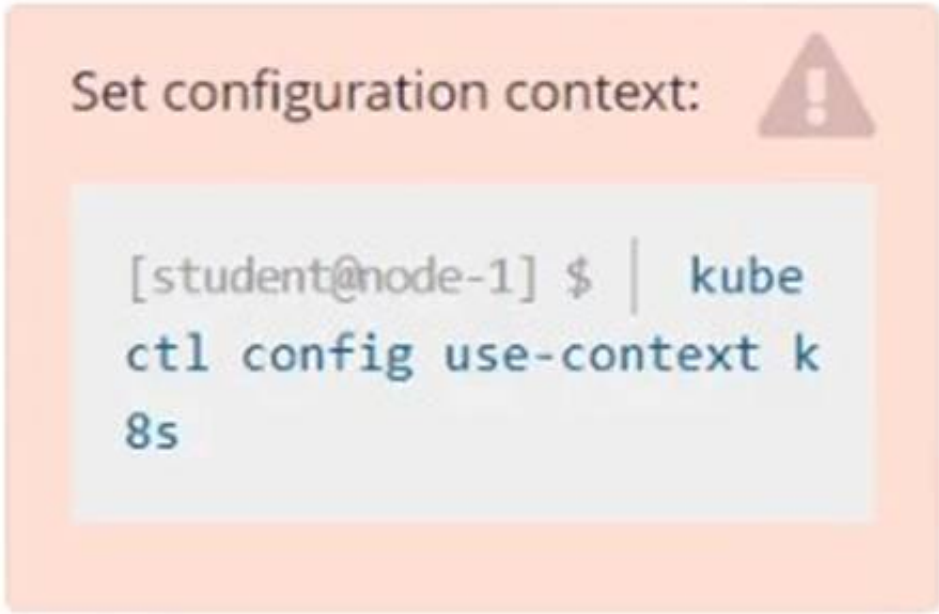 Set configuration context:
[student@node-1] $ | kube
ctl config use-context k
8s